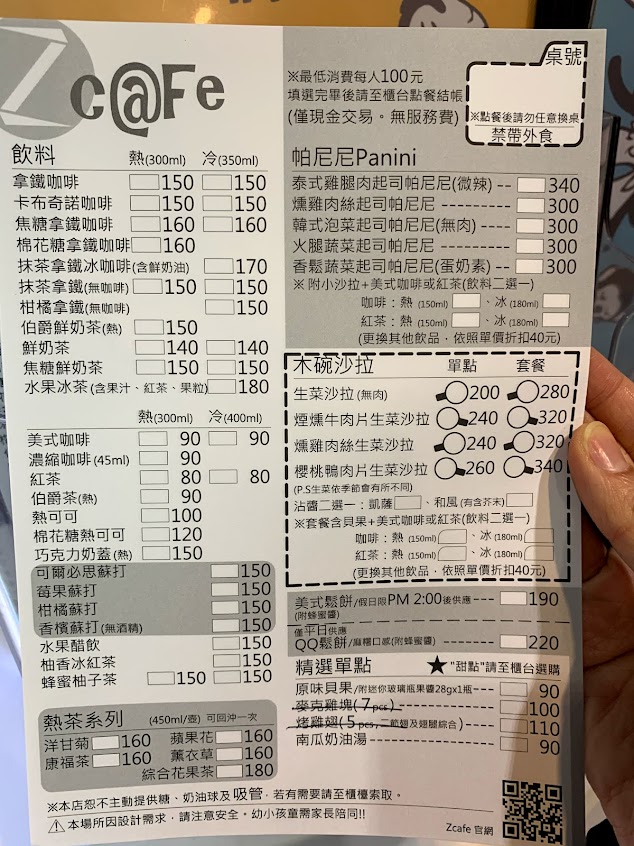 Zc@Fe
桌號
※最低消費每人100元
填選完畢後請至櫃台點餐結帳
(僅現金交易。無服務費)
※點餐後請勿任意換桌
禁帶外食
飲料 熱(300ml) 冷(350ml)
拿鐵咖啡 150 150
卡布奇諾咖啡 150 150
焦糖拿鐵咖啡 160 160
棉花糖拿鐵咖啡 160
抹茶拿鐵冰咖啡(含鮮奶油) 170
抹茶拿鐵(無咖啡) 150 150
柑橘拿鐵(無咖啡) 150
伯爵鮮奶茶(熱) 150
鮮奶茶 140 140
焦糖鮮奶茶 150 150
水果冰茶(含果汁、紅茶、果粒) 180
熱(300ml) 冷(400ml)
美式咖啡 90 90
濃縮咖啡(45ml) 90
紅茶 80 80
伯爵茶(熱) 90
熱可可 100
棉花糖熱可可 120
巧克力奶蓋(熱) 150
可爾必思蘇打 150
莓果蘇打 150
柑橘蘇打 150
香檳蘇打(無酒精) 150
水果醋飲 150
柚香冰紅茶 150
蜂蜜柚子茶 150 150
熱茶系列 (450ml/壺) 可回沖一次
洋甘菊 160 蘋果花 160
康福茶 160 薰衣草 160
綜合花果茶 180
帕尼尼Panini
泰式雞腿肉起司帕尼尼(微辣) -- 340
燻雞肉絲起司帕尼尼 --------- 300
韓式泡菜起司帕尼尼(無肉) ---- 300
火腿蔬菜起司帕尼尼 --------- 300
香鬆蔬菜起司帕尼尼(蛋奶素) -- 300
※ 附小沙拉+美式咖啡或紅茶(飲料二選一)
咖啡：熱 (150ml) 、冰(180ml)
紅茶：熱 (150ml) 、冰(180ml)
(更換其他飲品，依照單價折扣40元)
木碗沙拉 單點 套餐
生菜沙拉(無肉) 200 280
煙燻牛肉片生菜沙拉 240 320
燻雞肉絲生菜沙拉 240 320
櫻桃鴨肉片生菜沙拉 260 340
(P.S生菜依季節會有所不同)
沾醬二選一：凱薩 、和風(有含芥末)
※套餐含貝果+美式咖啡或紅茶(飲料二選一)
咖啡：熱 (150ml) 、冰(180ml)
紅茶：熱 (150ml) 、冰(180ml)
(更換其他飲品，依照單價折扣40元)
美式鬆餅/假日限PM 2:00後供應---- 190
(附蜂蜜醬)
僅平日供應
QQ鬆餅/麻糬口感(附蜂蜜醬)------- 220
精選單點 ★"甜點"請至櫃台選購
原味貝果/附迷你玻璃瓶果醬28gx1瓶--- 90
麥克雞塊(7pcs)---------------- 100
烤雞翅(5pcs,二節翅及翅腿綜合)---- 110
南瓜奶油湯-------------------- 90
※本店恕不主動提供糖、奶油球及吸管，若有需要請至櫃檯索取。
本場所因設計需求，請注意安全。幼小孩童需家長陪同!!
Zcafe 官網